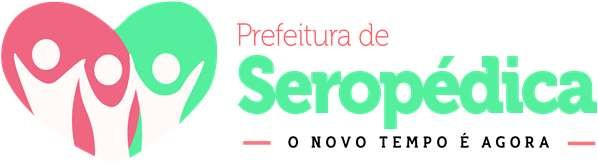 Prefeitura de
Seropédica
O NOVO TEMPO É AGORA